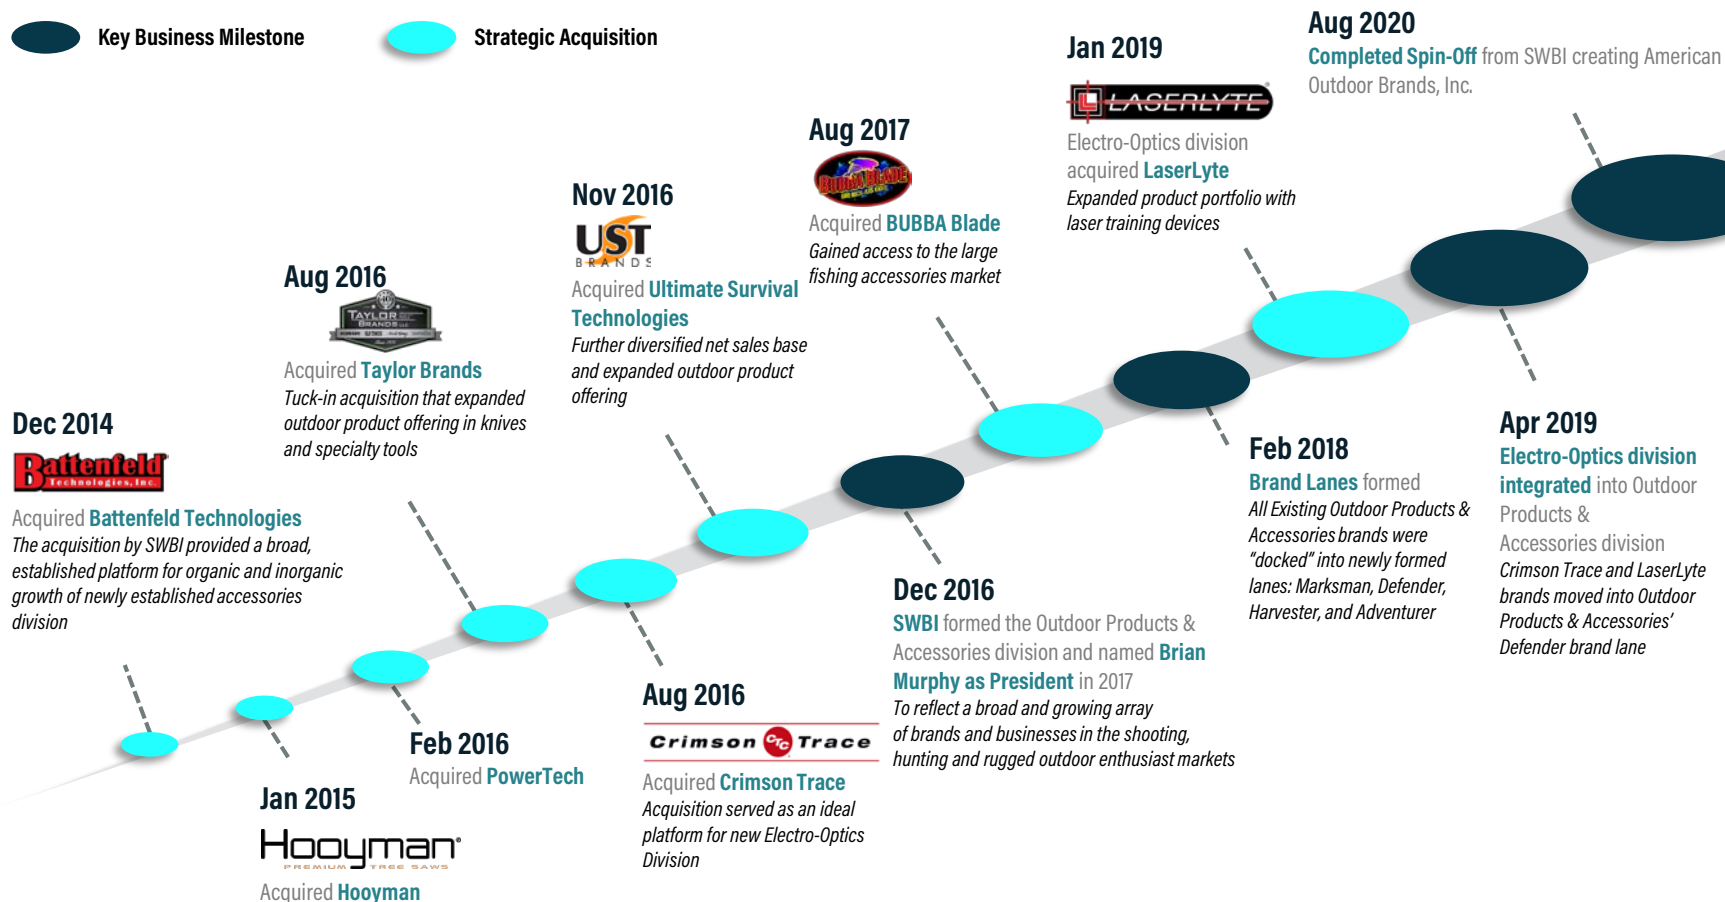 Key Business Milestone
Strategic Acquisition
Dec 2014
Battenfeld
Technologies, Inc.
Acquired Battenfeld Technologies
The acquisition by SWBI provided a broad,
established platform for organic and inorganic
growth of newly established accessories
division
Jan 2015
Hooyman®
PREMIUM TREE SAWS
Acquired Hooyman
Feb 2016
Acquired PowerTech
Aug 2016
TAYLOR
BRANDS
Acquired Taylor Brands
Tuck-in acquisition that expanded
outdoor product offering in knives
and specialty tools
Aug 2016
Crimson CTC Trace
Acquired Crimson Trace
Acquisition served as an ideal
platform for new Electro-Optics
Division
Nov 2016
UST
BRANDS
Acquired Ultimate Survival
Technologies
Further diversified net sales base
and expanded outdoor product
offering
Dec 2016
SWBI formed the Outdoor Products &
Accessories division and named Brian
Murphy as President in 2017
To reflect a broad and growing array
of brands and businesses in the shooting,
hunting and rugged outdoor enthusiast markets
Aug 2017
BUBBA BLADE
Acquired BUBBA Blade
Gained access to the large
fishing accessories market
Feb 2018
Brand Lanes formed
All Existing Outdoor Products &
Accessories brands were
“docked” into newly formed
lanes: Marksman, Defender,
Harvester, and Adventurer
Jan 2019
LASERLYTE
Electro-Optics division
acquired LaserLyte
Expanded product portfolio with
laser training devices
Apr 2019
Electro-Optics division
integrated into Outdoor
Products &
Accessories division
Crimson Trace and LaserLyte
brands moved into Outdoor
Products & Accessories’
Defender brand lane
Aug 2020
Completed Spin-Off from SWBI creating American
Outdoor Brands, Inc.